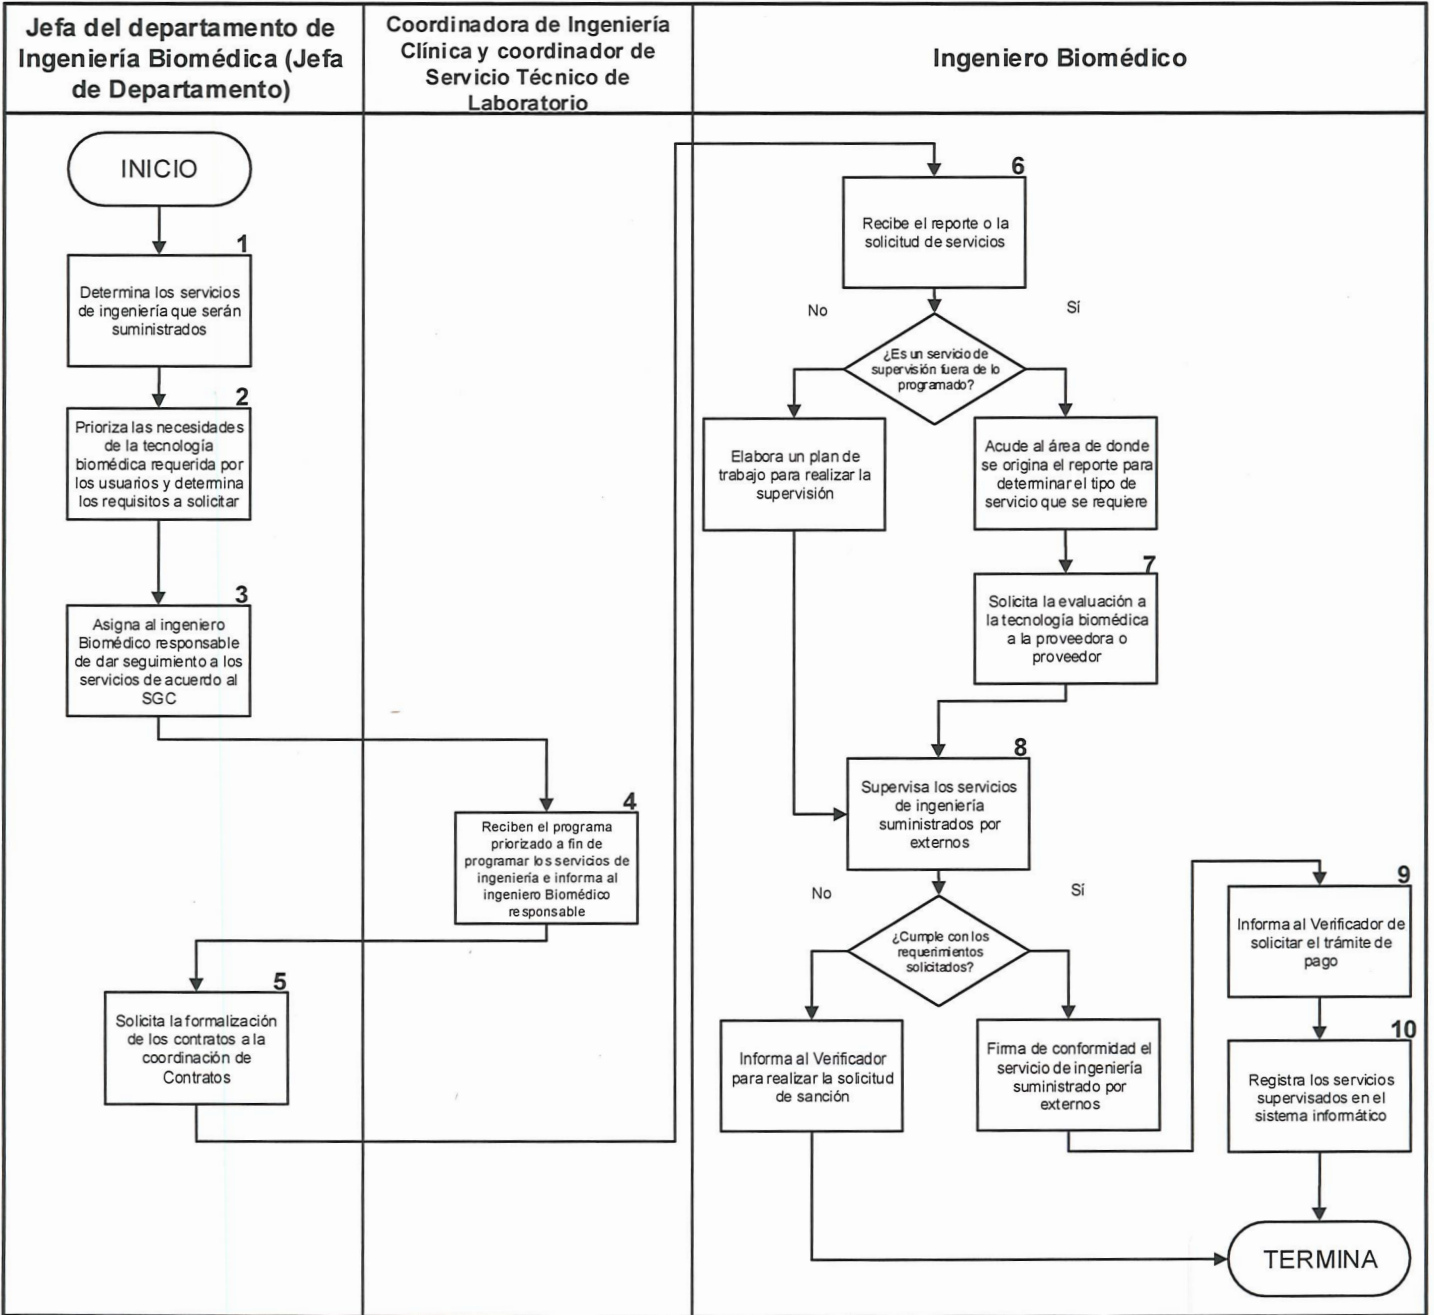 Jefa del departamento de
Ingeniería Biomédica (Jefa
de Departamento)
Coordinadora de Ingeniería
Clínica y coordinador de
Servicio Técnico de
Laboratorio
Ingeniero Biomédico
INICIO
1
Determina los servicios
de ingeniería que serán
suministrados
2
Prioriza las necesidades
de la tecnología
biomédica requerida por
los usuarios y determina
los requisitos a solicitar
3
Asigna al ingeniero
Biomédico responsable
de dar seguimiento a los
servicios de acuerdo al
SGC
4
Reciben el programa
priorizado a fin de
programar los servicios de
ingeniería e informa al
ingeniero Biomédico
responsable
5
Solicita la formalización
de los contratos a la
coordinación de
Contratos
6
Recibe el reporte o la
solicitud de servicios
No
Sí
¿Es un servicio de
supervisión fuera de lo
programado?
Elabora un plan de
trabajo para realizar la
supervisión
Acude al área de donde
se origina el reporte para
determinar el tipo de
servicio que se requiere
7
Solicita la evaluación a
la tecnología biomédica
a la proveedora o
proveedor
8
Supervisa los servicios
de ingeniería
suministrados por
externos
No
Sí
¿Cumple con los
requerimientos
solicitados?
Informa al Verificador
para realizar la solicitud
de sanción
Firma de conformidad el
servicio de ingeniería
suministrado por
externos
9
Informa al Verificador de
solicitar el trámite de
pago
10
Registra los servicios
supervisados en el
sistema informático
TERMINA